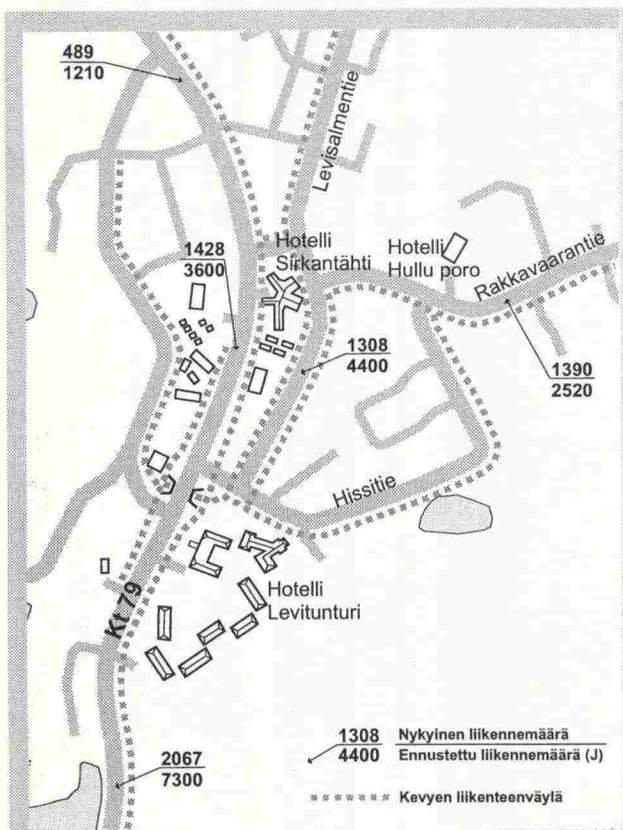 489
1210
Levisalmentie
1428
3600
Hotelli
Sirkantähti
Hotelli
Hullu poro
Rakkavaarantie
1308
4400
1390
2520
Hissitie
Kt 79
Hotelli
Levitunturi
2067
7300
1308 Nykyinen liikennemäärä
4400 Ennustettu liikennemäärä (J)
Kevyen liikenteenväylä